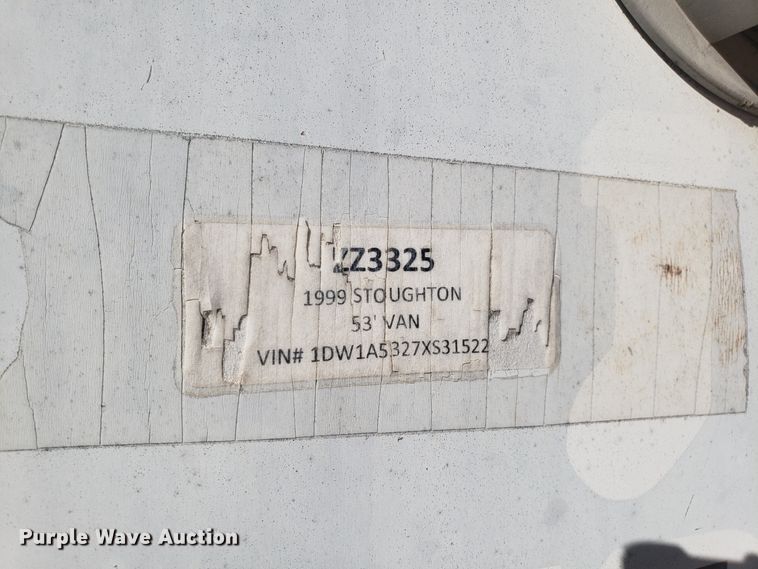 ZZ3325
1999 STOUGHTON
53' VAN
VIN# 1DW1A5327XS31522
Purple Wave Auction